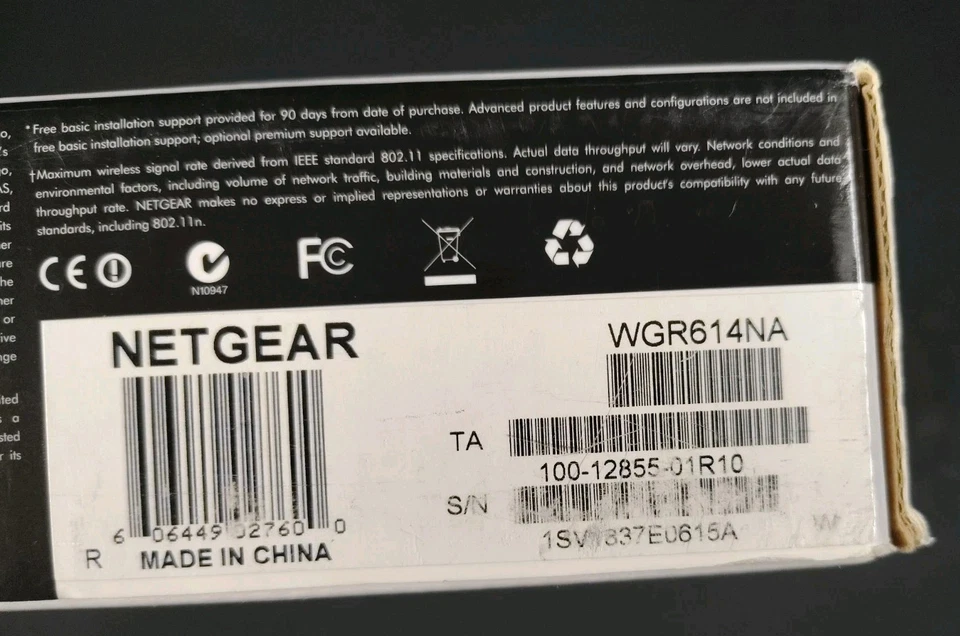 *Free basic installation support provided for 90 days from date of purchase. Advanced product features and configurations are not included in
free basic installation support; optional premium support available.
†Maximum wireless signal rate derived from IEEE standard 802.11 specifications. Actual data throughput will vary. Network conditions and
environmental factors, including volume of network traffic, building materials and construction, and network overhead, lower actual data
throughput rate. NETGEAR makes no express or implied representations or warranties about this product's compatibility with any future
standards, including 802.11n.
CE
N10947
FC
NETGEAR
WGR614NA
TA
100-12855-01R10
S/N
6 06449 02760 0
R MADE IN CHINA